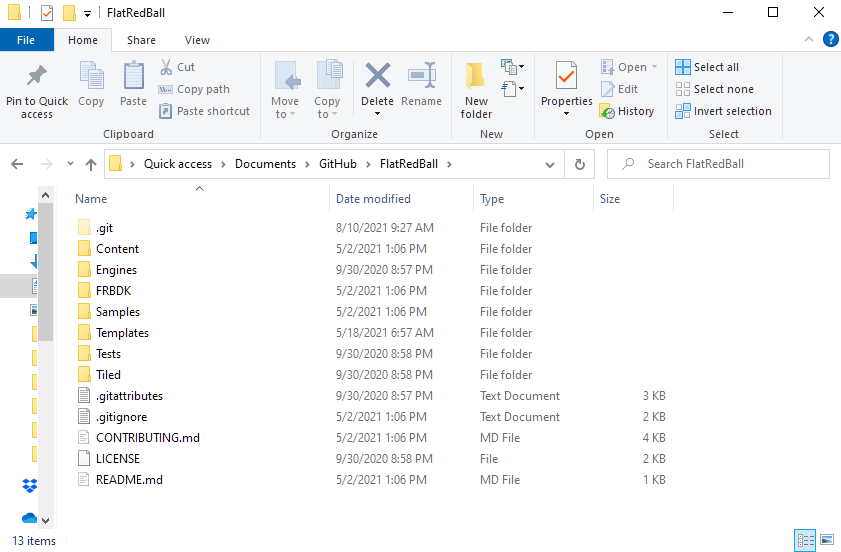 FlatRedBall
File Home Share View
Pin to Quick access
Copy
Paste
Cut
Copy path
Paste shortcut
Clipboard
Move to
Copy to
Delete
Rename
Organize
New folder
New
Properties
Open
Edit
History
Open
Select all
Select none
Invert selection
Select
Quick access > Documents > GitHub > FlatRedBall >
Search FlatRedBall
Name Date modified Type Size
.git 8/10/2021 9:27 AM File folder
Content 5/2/2021 1:06 PM File folder
Engines 9/30/2020 8:57 PM File folder
FRBDK 5/2/2021 1:06 PM File folder
Samples 5/2/2021 1:06 PM File folder
Templates 5/18/2021 6:57 AM File folder
Tests 9/30/2020 8:58 PM File folder
Tiled 9/30/2020 8:58 PM File folder
.gitattributes 9/30/2020 8:57 PM Text Document 3 KB
.gitignore 5/2/2021 1:06 PM Text Document 2 KB
CONTRIBUTING.md 5/2/2021 1:06 PM MD File 4 KB
LICENSE 9/30/2020 8:58 PM File 2 KB
README.md 5/2/2021 1:06 PM MD File 1 KB
13 items